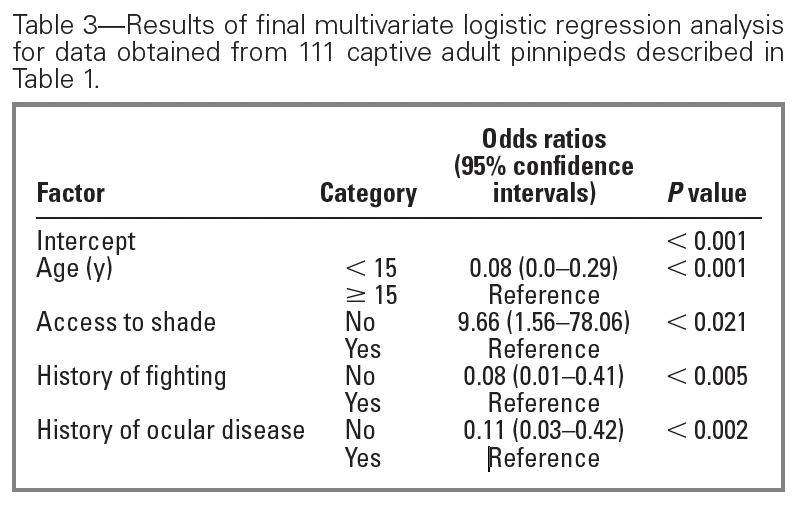 Table 3—Results of final multivariate logistic regression analysis
for data obtained from 111 captive adult pinnipeds described in
Table 1.
Odds ratios
(95% confidence
Factor Category intervals) P value
Intercept < 0.001
Age (y) < 15 0.08 (0.0–0.29) < 0.001
≥ 15 Reference
Access to shade No 9.66 (1.56–78.06) < 0.021
Yes Reference
History of fighting No 0.08 (0.01–0.41) < 0.005
Yes Reference
History of ocular disease No 0.11 (0.03–0.42) < 0.002
Yes Reference